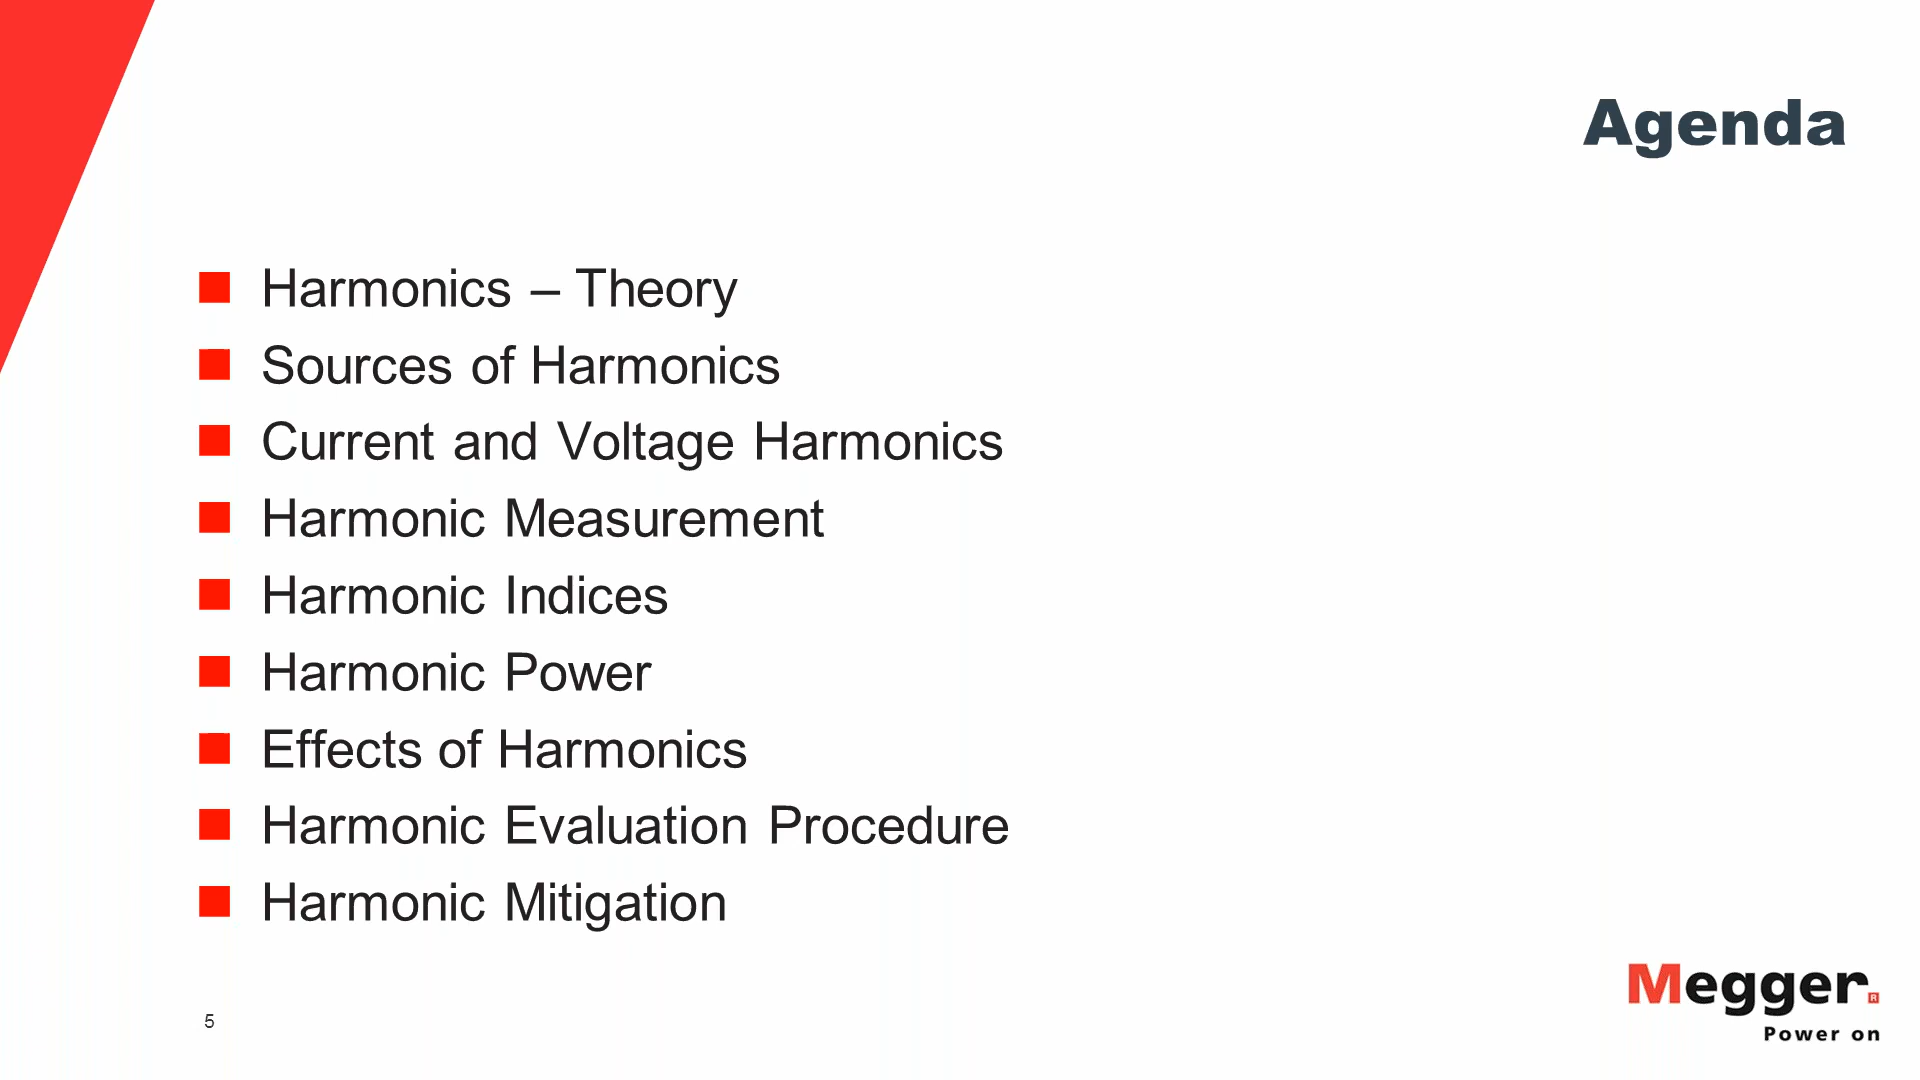 Agenda
Harmonics – Theory
Sources of Harmonics
Current and Voltage Harmonics
Harmonic Measurement
Harmonic Indices
Harmonic Power
Effects of Harmonics
Harmonic Evaluation Procedure
Harmonic Mitigation
5
Megger®
Power on